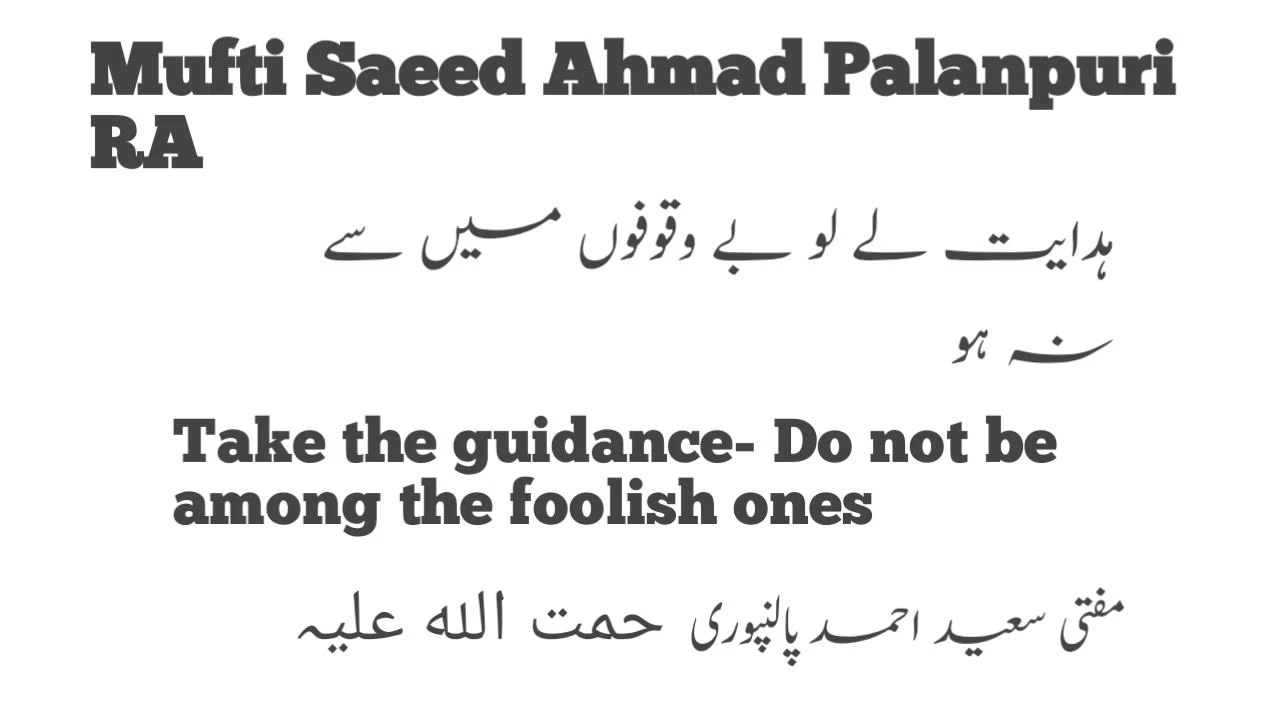 Mufti Saeed Ahmad Palanpuri
RA
ہدایت لے لو بے وقوفوں میں سے
نہ ہو
Take the guidance- Do not be
among the foolish ones
مفتی سعید احمد پالنپوری حمت اللہ علیہ